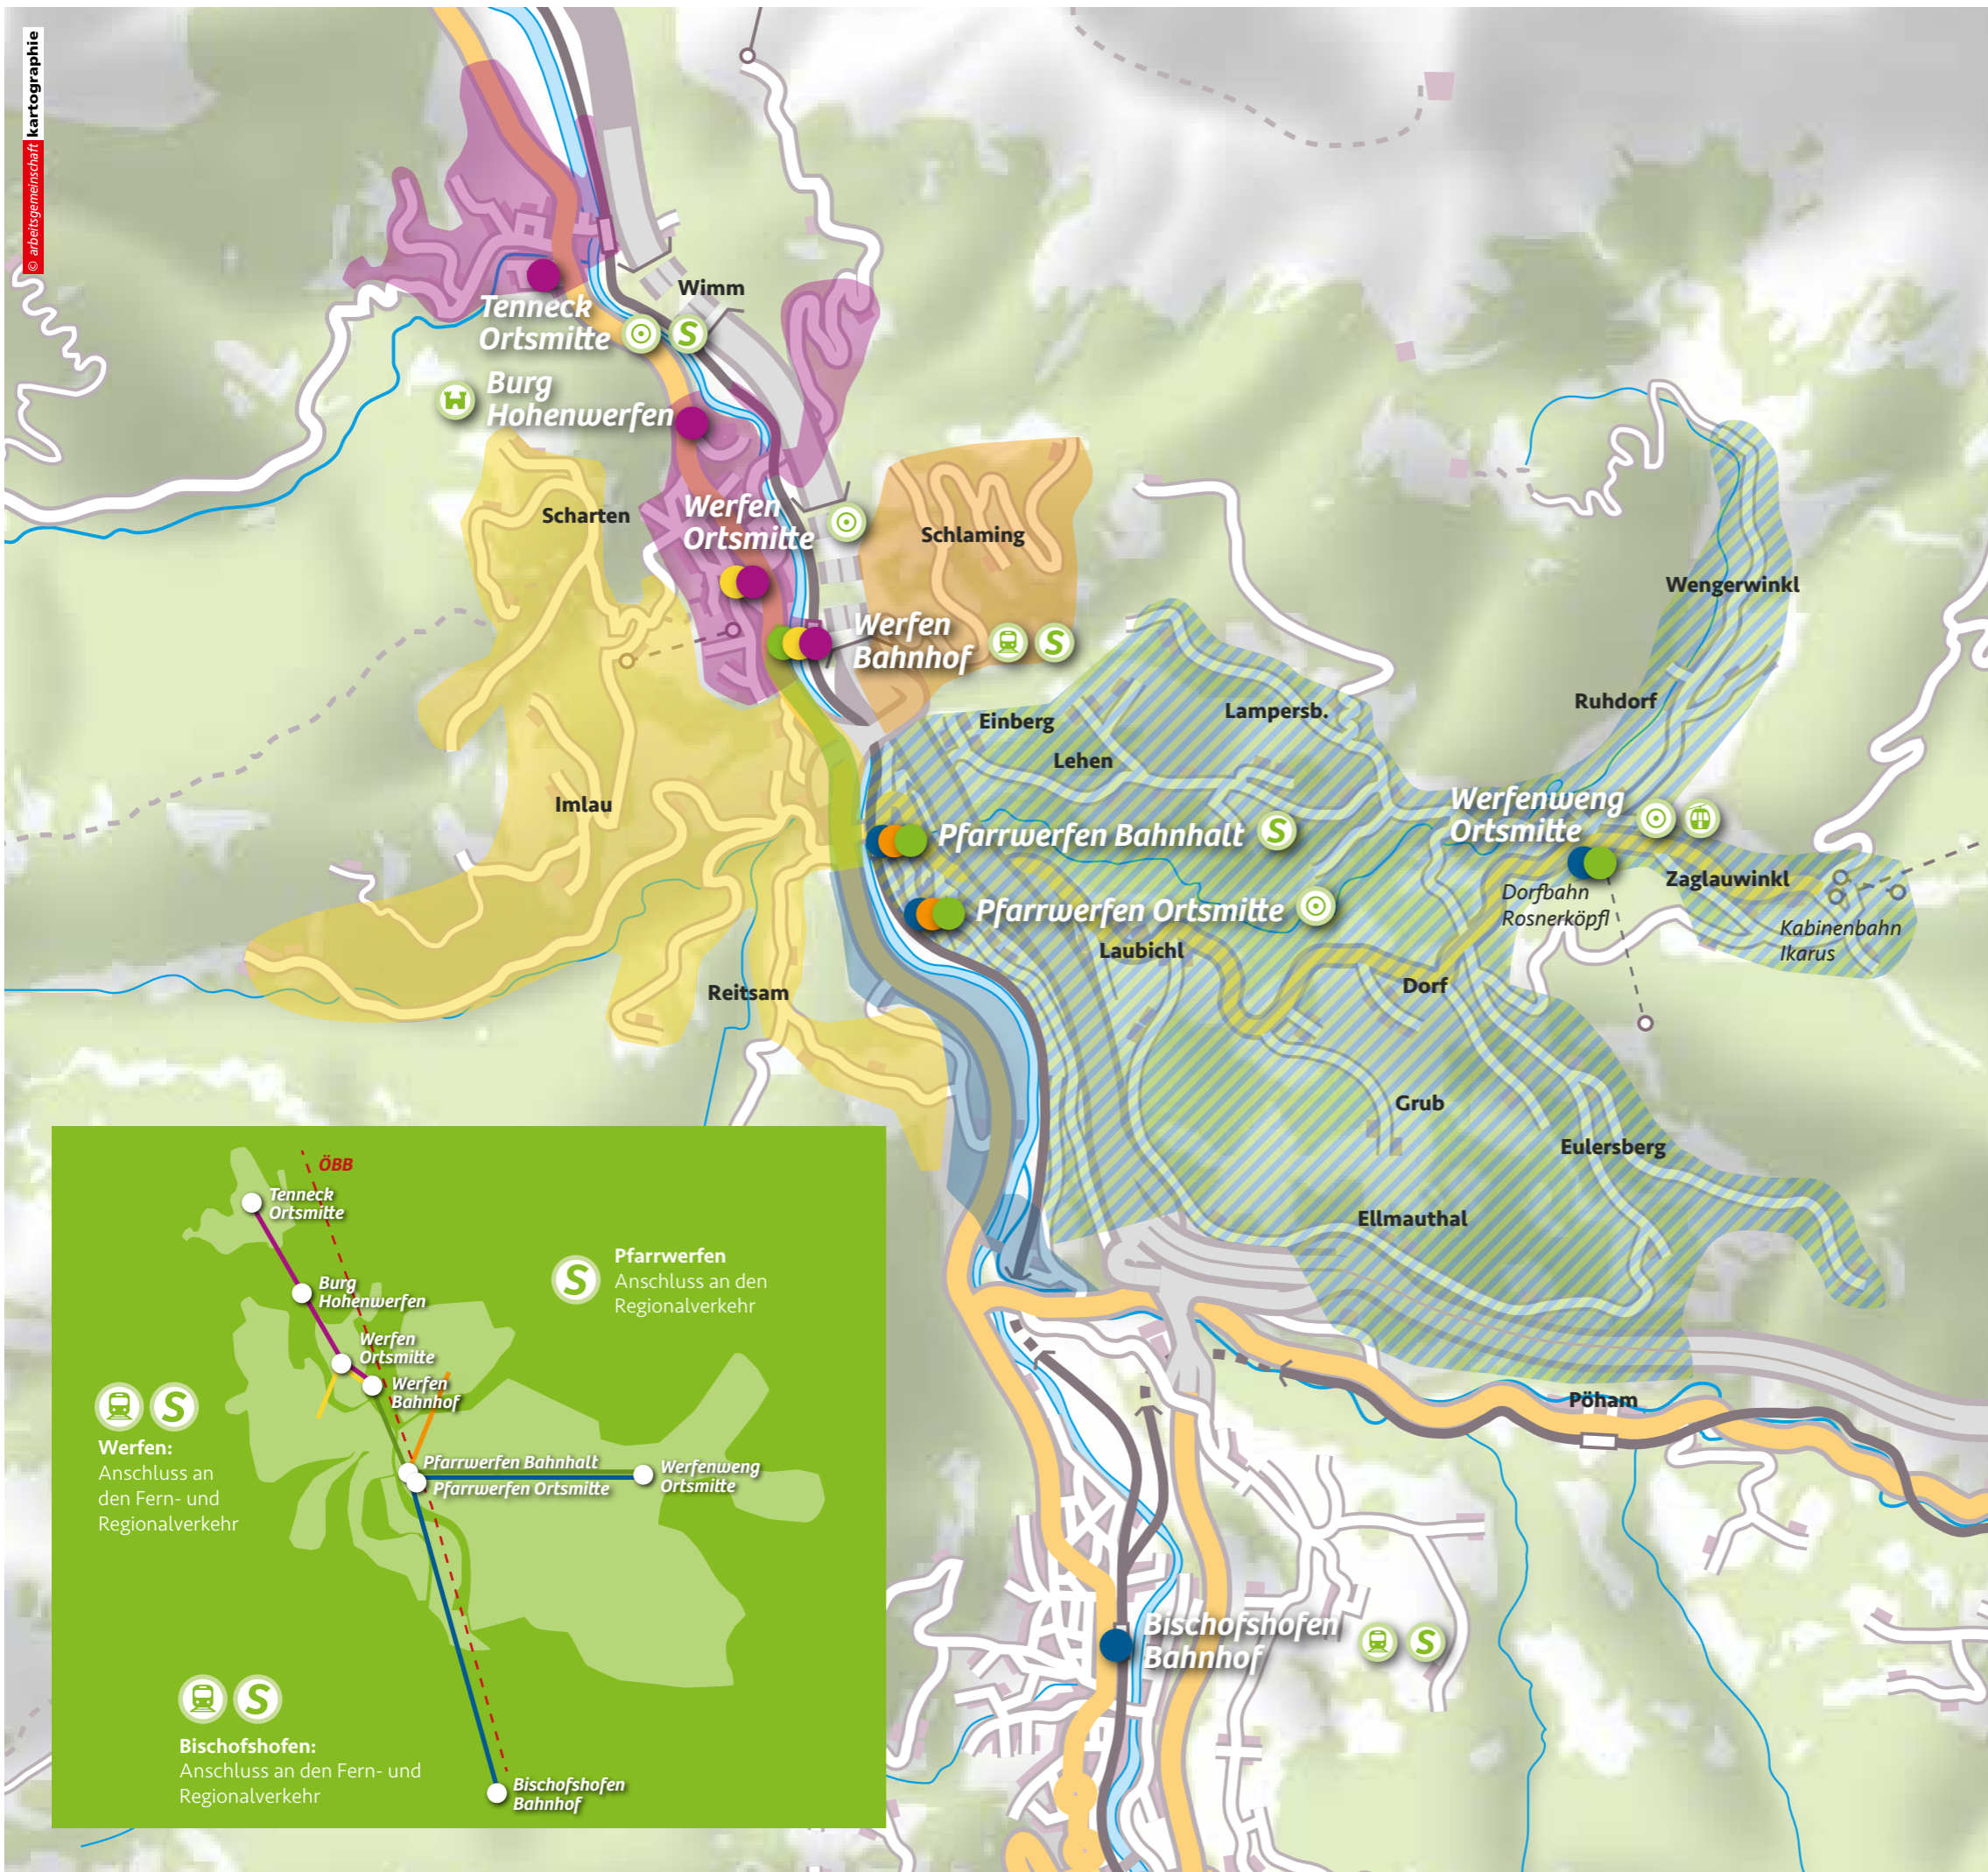 © arbeitsgemeinschaft kartographie
Wimm
Tenneck
Ortsmitte
S
Burg
Hohenwerfen
Scharten
Werfen
Ortsmitte
Schlaming
Wengerwinkl
Werfen
Bahnhof
S
Ruhdorf
Einberg
Lampersb.
Lehen
Imlau
Werfenweng
Ortsmitte
Pfarrwerfen Bahnhalt
S
Zaglauwinkl
Dorfbahn
Rosnerköpfl
Pfarrwerfen Ortsmitte
Kabinenbahn
Ikarus
Laubichl
Dorf
Reitsam
Grub
Eulersberg
Ellmauthal
Pöham
Bischofshofen
Bahnhof
S
ÖBB
Tenneck
Ortsmitte
Burg
Hohenwerfen
Werfen
Ortsmitte
Werfen
Bahnhof
Pfarrwerfen Bahnhalt
Pfarrwerfen Ortsmitte
Werfenweng
Ortsmitte
Bischofshofen
Bahnhof
S
Pfarrwerfen
Anschluss an den
Regionalverkehr
S
Werfen:
Anschluss an
den Fern- und
Regionalverkehr
S
Bischofshofen:
Anschluss an den Fern- und
Regionalverkehr